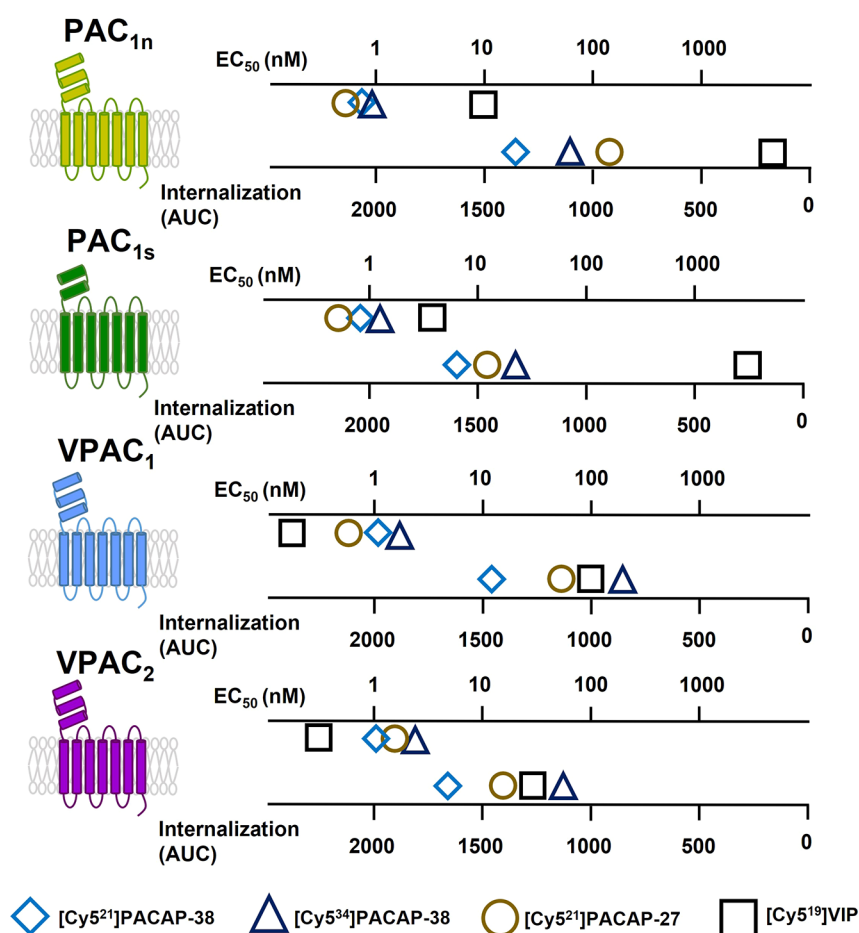 PAC1n
EC50 (nM)
1 10 100 1000
Internalization
(AUC)
2000 1500 1000 500 0
PAC1s
EC50 (nM)
1 10 100 1000
Internalization
(AUC)
2000 1500 1000 500 0
VPAC1
EC50 (nM)
1 10 100 1000
Internalization
(AUC)
2000 1500 1000 500 0
VPAC2
EC50 (nM)
1 10 100 1000
Internalization
(AUC)
2000 1500 1000 500 0
[Cy5²¹]PACAP-38 [Cy5³⁴]PACAP-38 [Cy5²¹]PACAP-27 [Cy5¹⁹]VIP